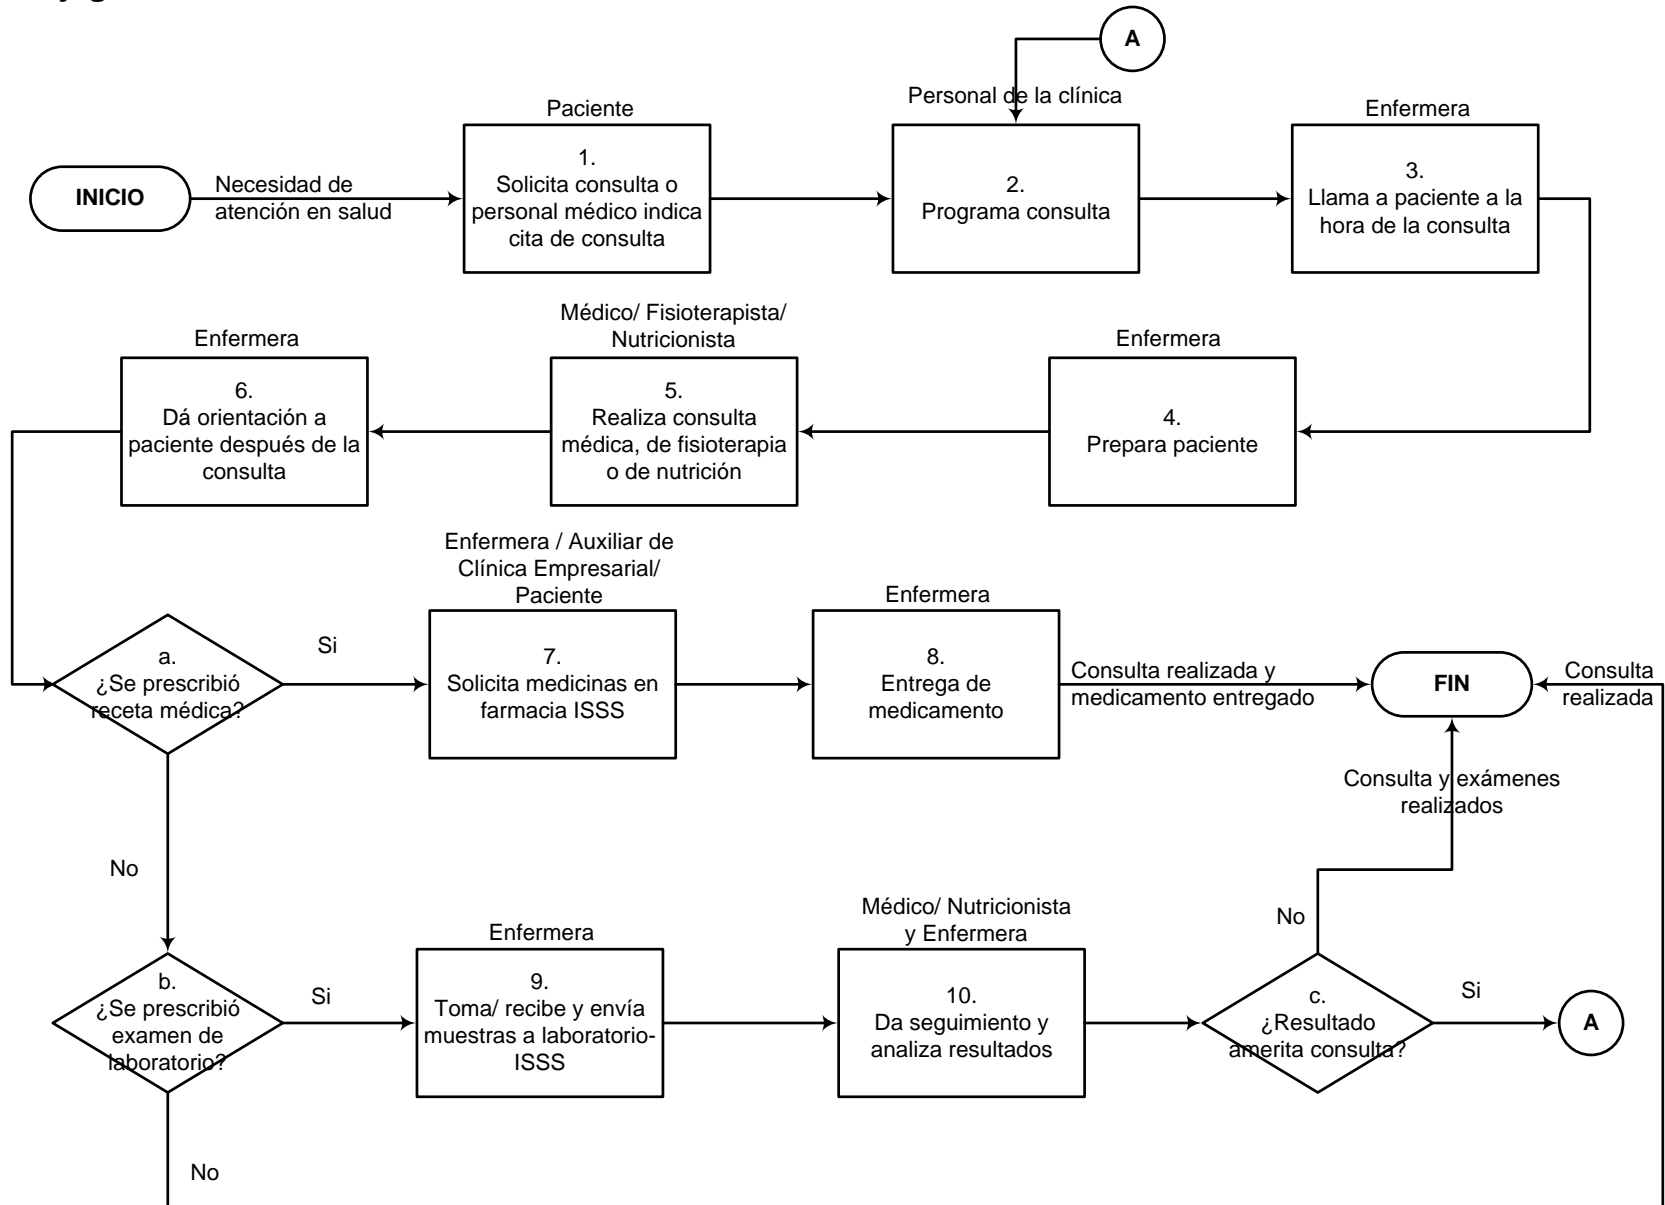 A
Paciente
Personal de la clínica
Enfermera
INICIO
Necesidad de
atención en salud
1.
Solicita consulta o
personal médico indica
cita de consulta
2.
Programa consulta
3.
Llama a paciente a la
hora de la consulta
Enfermera
Médico/ Fisioterapista/
Nutricionista
Enfermera
6.
Dá orientación a
paciente después de la
consulta
5.
Realiza consulta
médica, de fisioterapia
o de nutrición
4.
Prepara paciente
Enfermera / Auxiliar de
Clínica Empresarial/
Paciente
Enfermera
a.
¿Se prescribió
receta médica?
Si
7.
Solicita medicinas en
farmacia ISSS
8.
Entrega de
medicamento
Consulta realizada y
medicamento entregado
FIN
Consulta
realizada
Consulta y exámenes
realizados
No
Enfermera
Médico/ Nutricionista
y Enfermera
No
b.
¿Se prescribió
examen de
laboratorio?
Si
9.
Toma/ recibe y envía
muestras a laboratorio-
ISSS
10.
Da seguimiento y
analiza resultados
c.
¿Resultado
amerita consulta?
Si
A
No